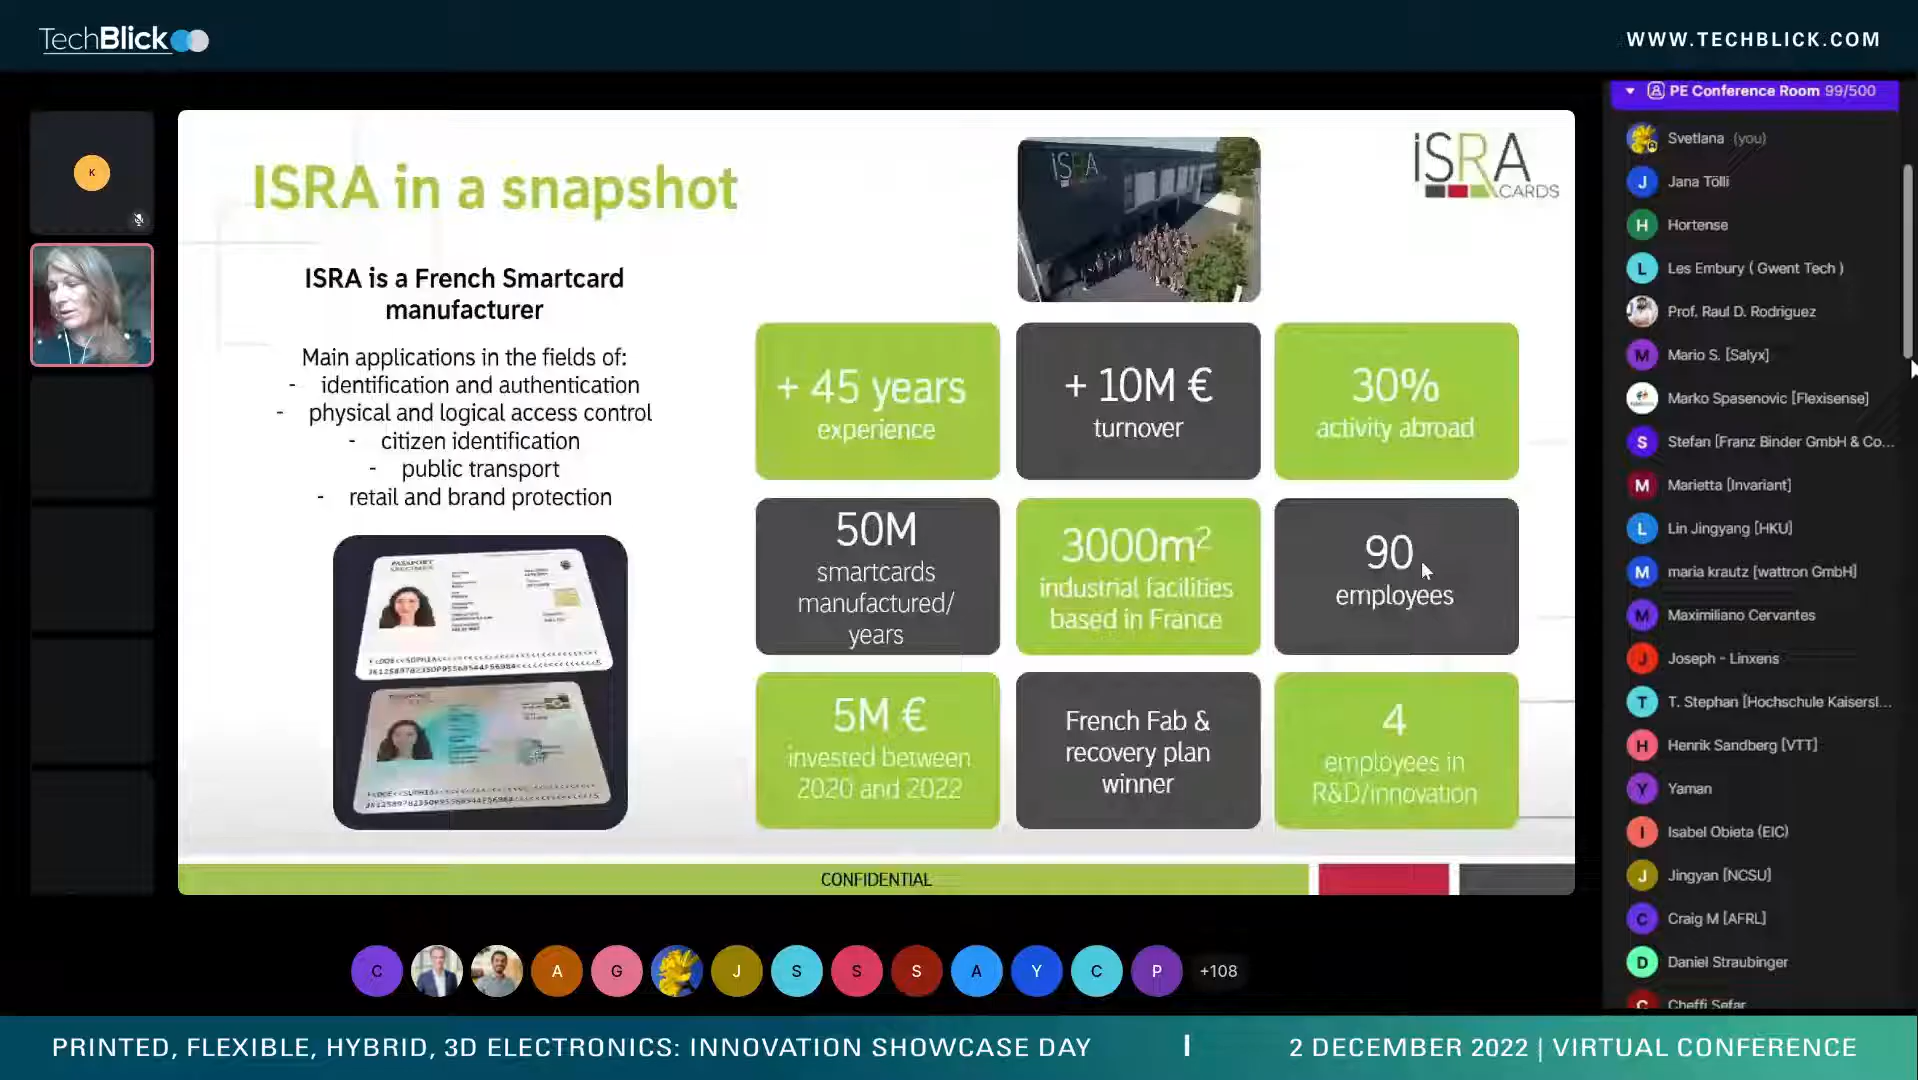 TechBlick
WWW.TECHBLICK.COM
K
ISRA in a snapshot
iSRA
iSRA
CARDS
ISRA is a French Smartcard
manufacturer
Main applications in the fields of:
- identification and authentication
- physical and logical access control
- citizen identification
- public transport
- retail and brand protection
PASSPORT
SPECIMEN
+ 45 years
experience
+ 10M €
turnover
30%
activity abroad
50M
smartcards
manufactured/
years
3000m²
industrial facilities
based in France
90
employees
5M €
invested between
2020 and 2022
French Fab &
recovery plan
winner
4
employees in
R&D/innovation
CONFIDENTIAL
C
A
G
J
S
S
S
A
Y
C
P
+108
PE Conference Room 99/500
Svetlana (you)
J Jana Tölli
H Hortense
L Les Embury ( Gwent Tech )
Prof. Raul D. Rodriguez
M Mario S. [Salyx]
Marko Spasenovic [Flexisense]
S Stefan [Franz Binder GmbH & Co...
M Marietta [Invariant]
L Lin Jingyang [HKU]
M maria krautz [wattron GmbH]
M Maximiliano Cervantes
J Joseph - Linxens
T T. Stephan [Hochschule Kaisersl...
H Henrik Sandberg [VTT]
Y Yaman
I Isabel Obieta (EIC)
J Jingyan [NCSU]
C Craig M [AFRL]
D Daniel Straubinger
C Cheffi Sefar
PRINTED, FLEXIBLE, HYBRID, 3D ELECTRONICS: INNOVATION SHOWCASE DAY | 2 DECEMBER 2022 | VIRTUAL CONFERENCE